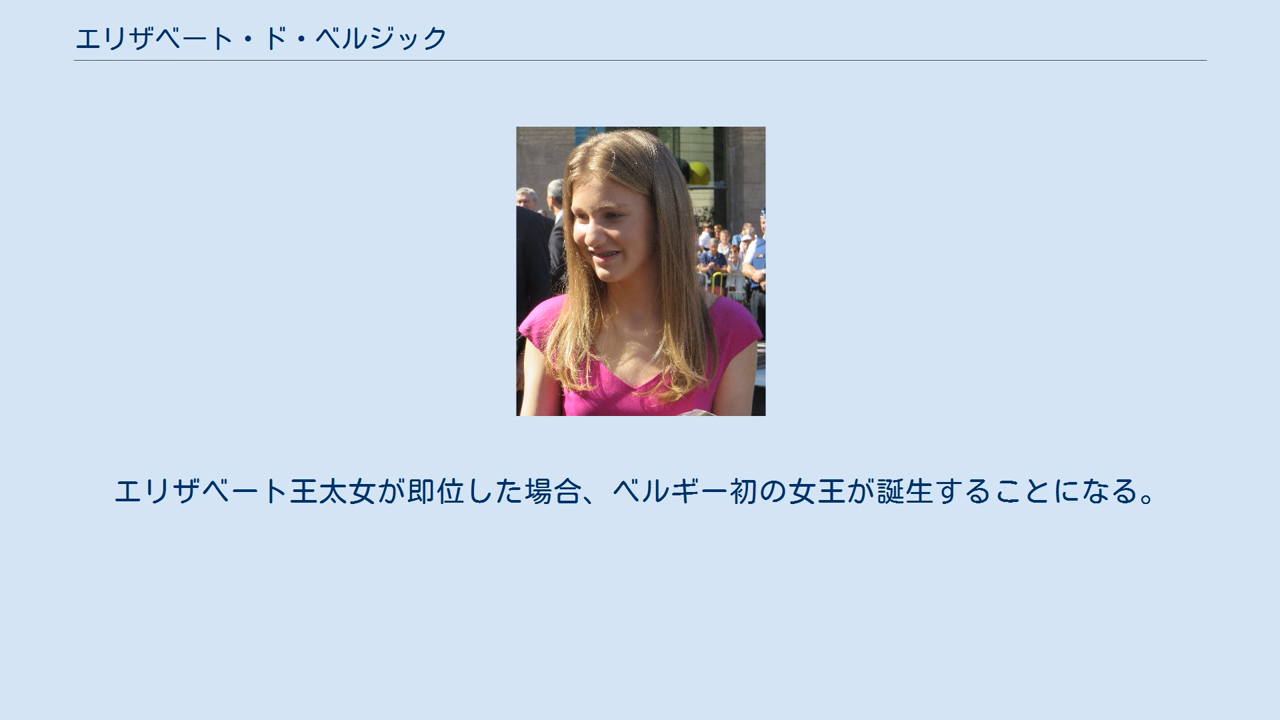 エリザベート・ド・ベルジック
エリザベート王太女が即位した場合、ベルギー初の女王が誕生することになる。